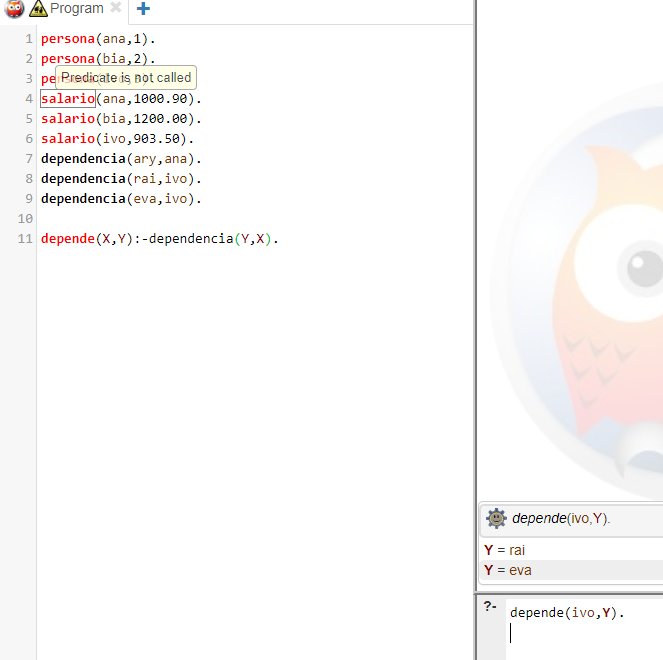 Program
1 persona(ana,1).
2 persona(bia,2).
3 pe
Predicate is not called
4 salario(ana,1000.90).
5 salario(bia,1200.00).
6 salario(ivo,903.50).
7 dependencia(ary,ana).
8 dependencia(rai,ivo).
9 dependencia(eva,ivo).
10
11 depende(X,Y):-dependencia(Y,X).
depende(ivo,Y).
Y = rai
Y = eva
?- depende(ivo,Y).